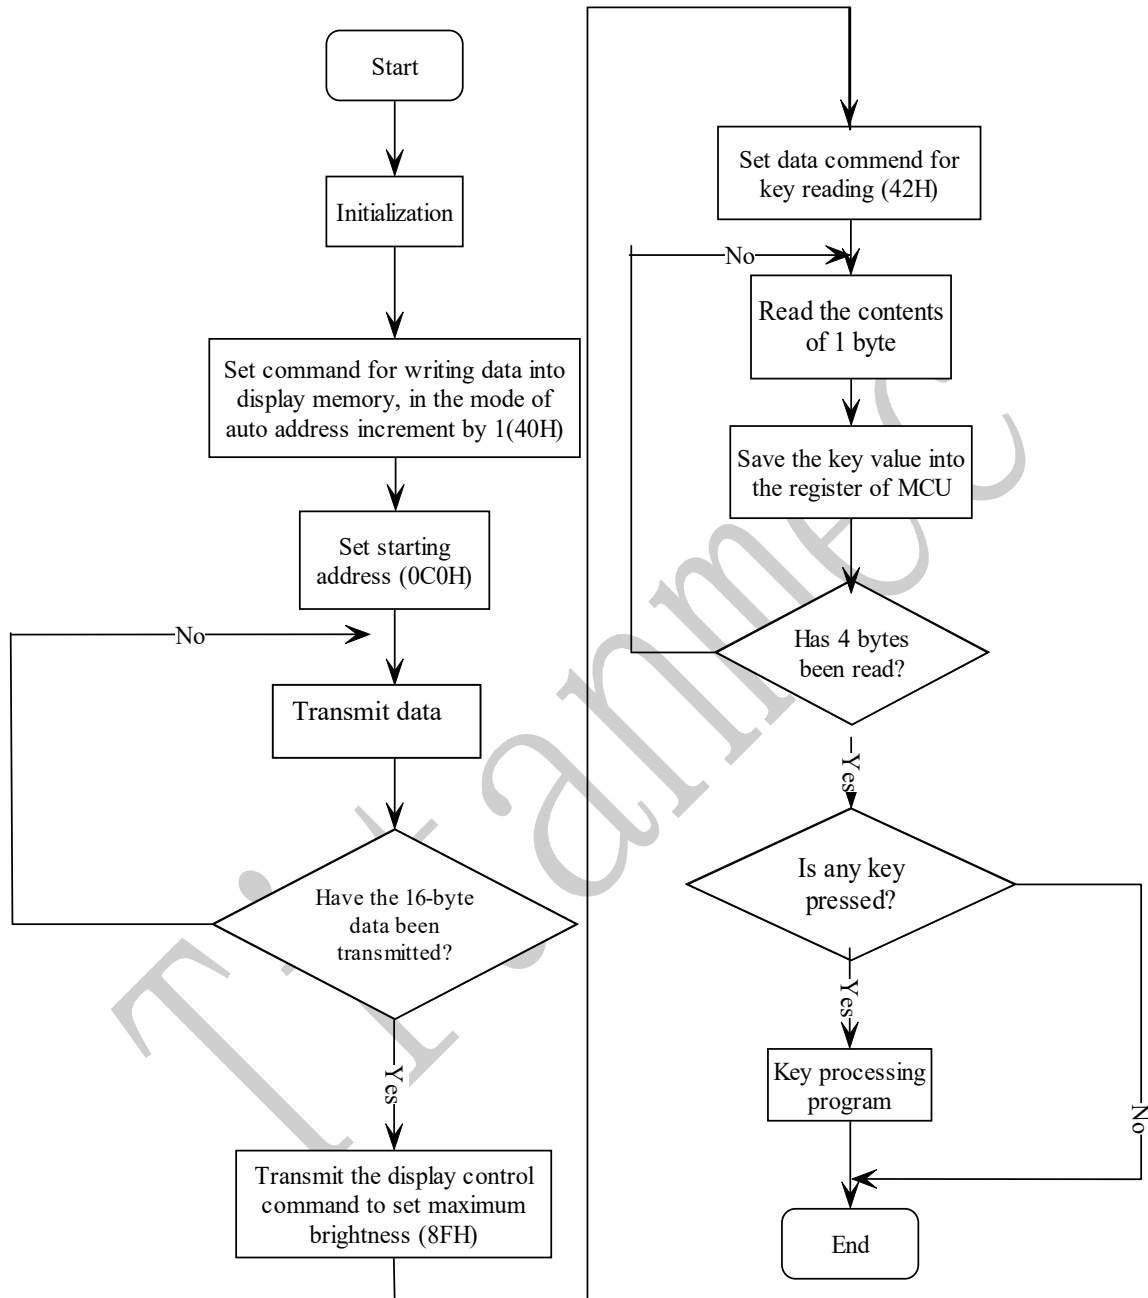 Start
Initialization
Set command for writing data into
display memory, in the mode of
auto address increment by 1(40H)
Set starting
address (0C0H)
No
Transmit data
Have the 16-byte
data been
transmitted?
Yes
Transmit the display control
command to set maximum
brightness (8FH)
Set data commend for
key reading (42H)
No
Read the contents
of 1 byte
Save the key value into
the register of MCU
Has 4 bytes
been read?
Yes
Is any key
pressed?
Yes
No
Key processing
program
End
Titanmec